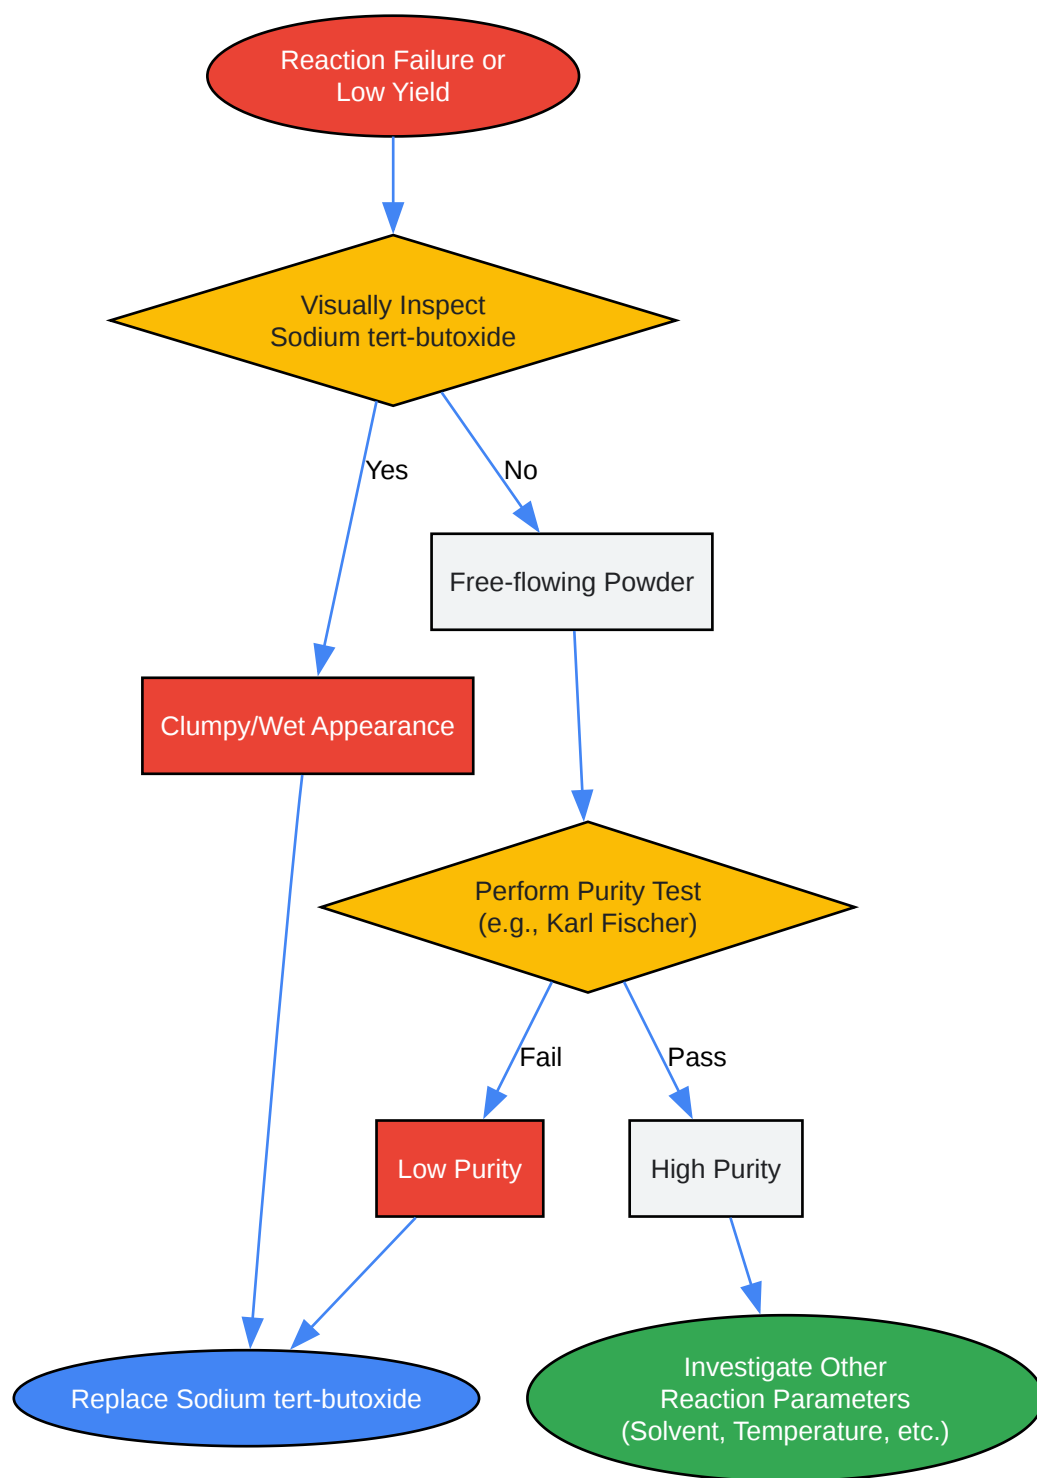 Reaction Failure or
Low Yield
Visually Inspect
Sodium tert-butoxide
Yes
No
Free-flowing Powder
Clumpy/Wet Appearance
Perform Purity Test
(e.g., Karl Fischer)
Fail
Pass
Low Purity
High Purity
Replace Sodium tert-butoxide
Investigate Other
Reaction Parameters
(Solvent, Temperature, etc.)